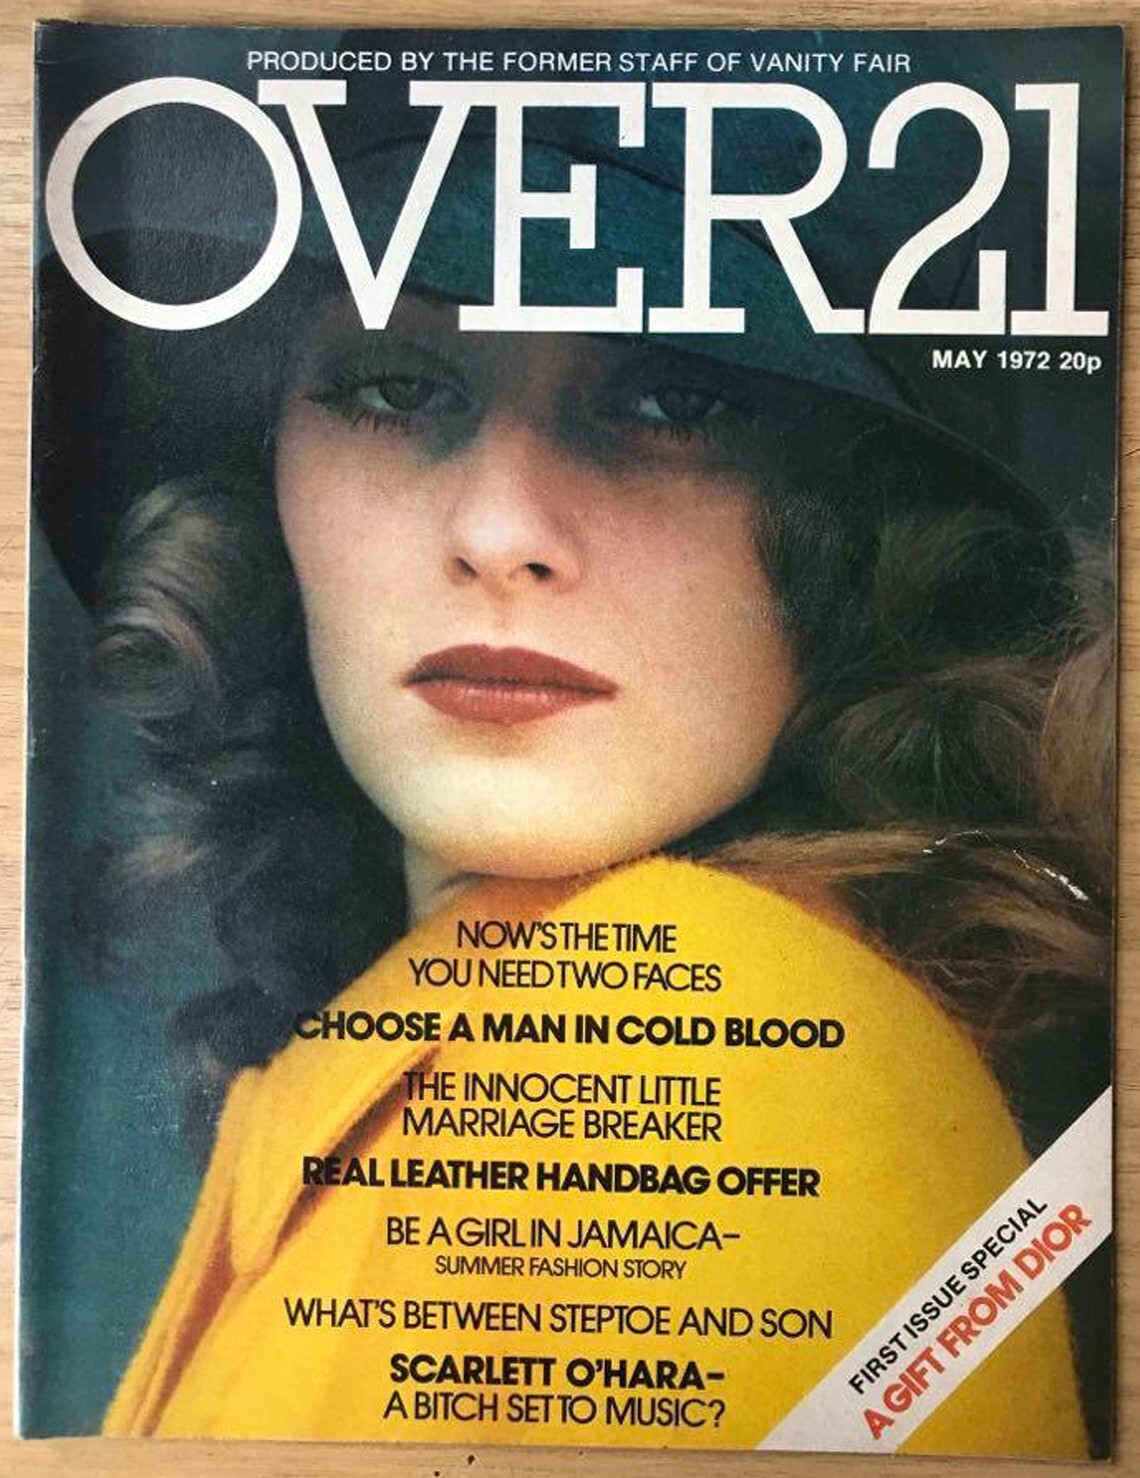 PRODUCED BY THE FORMER STAFF OF VANITY FAIR
OVER21
MAY 1972 20p
NOW'S THE TIME
YOU NEED TWO FACES
CHOOSE A MAN IN COLD BLOOD
THE INNOCENT LITTLE
MARRIAGE BREAKER
REAL LEATHER HANDBAG OFFER
BE A GIRL IN JAMAICA–
SUMMER FASHION STORY
WHAT'S BETWEEN STEPTOE AND SON
SCARLETT O'HARA–
A BITCH SET TO MUSIC?
FIRST ISSUE SPECIAL
A GIFT FROM DIOR